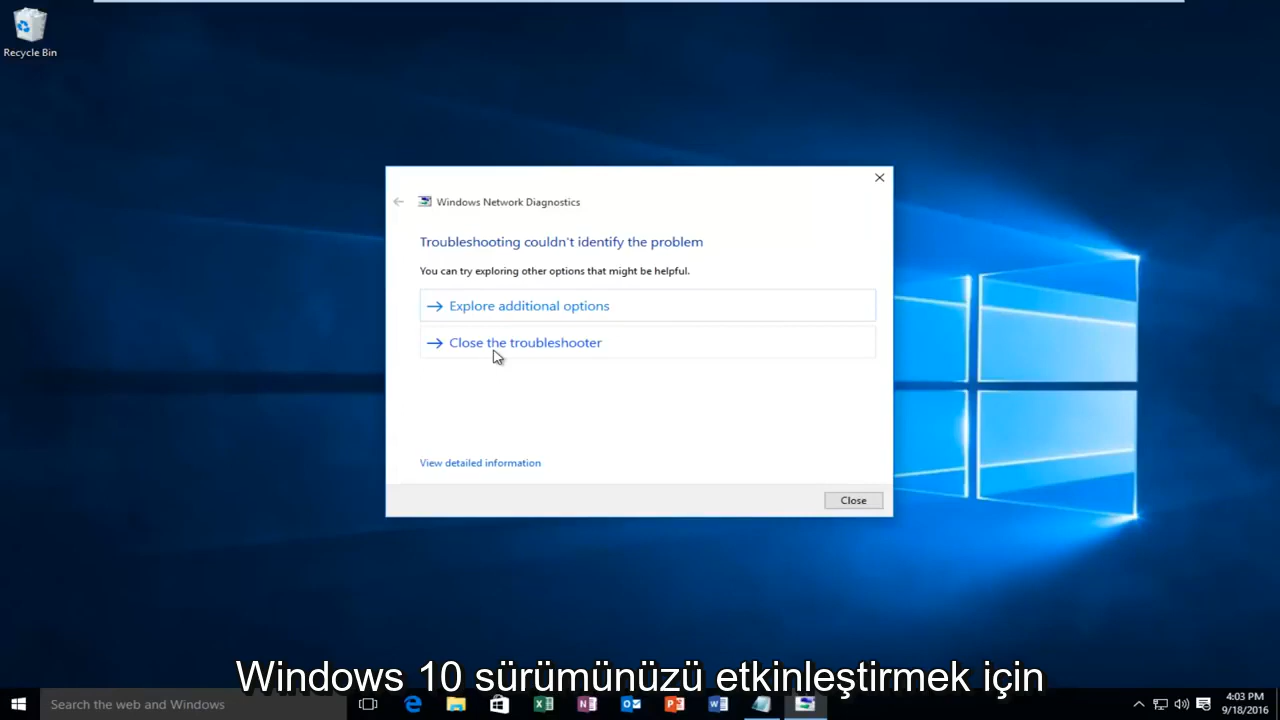 Recycle Bin
Windows Network Diagnostics
Troubleshooting couldn't identify the problem
You can try exploring other options that might be helpful.
Explore additional options
Close the troubleshooter
View detailed information
Close
Windows 10 sürümünüzü etkinleştirmek için
Search the web and Windows
4:03 PM
9/18/2016